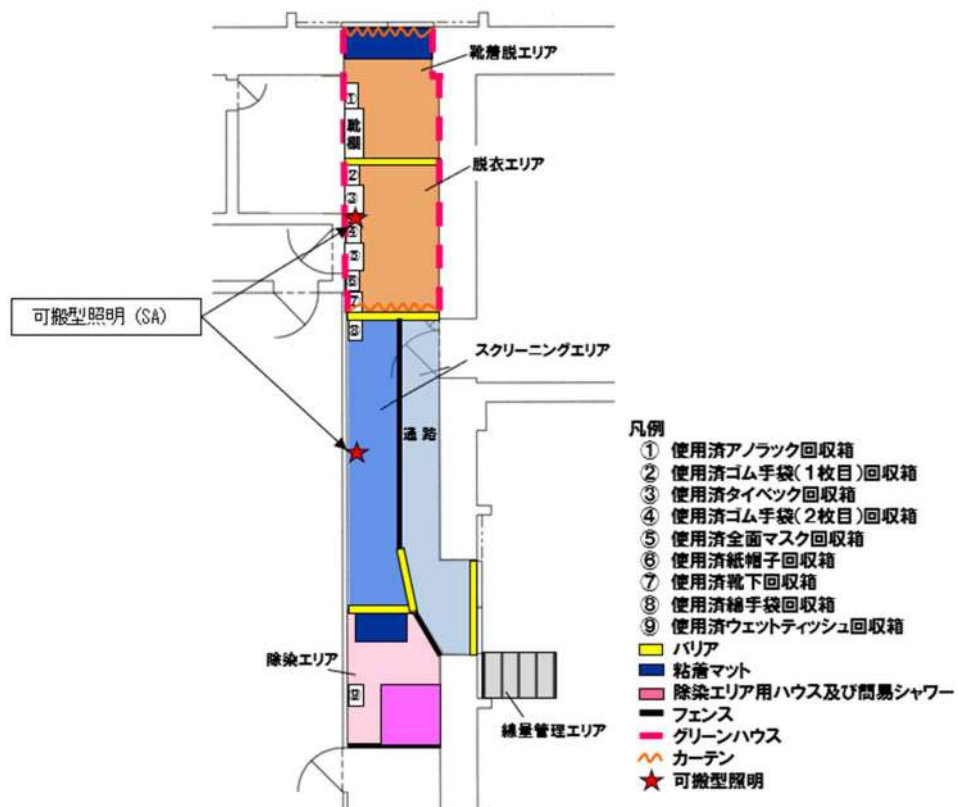 靴着脱エリア
①
靴棚
脱衣エリア
②
③
④
⑤
⑥
⑦
可搬型照明（SA）
⑧
スクリーニングエリア
通路
除染エリア
⑨
線量管理エリア
凡例
① 使用済アノラック回収箱
② 使用済ゴム手袋(１枚目)回収箱
③ 使用済タイベック回収箱
④ 使用済ゴム手袋(２枚目)回収箱
⑤ 使用済全面マスク回収箱
⑥ 使用済紙帽子回収箱
⑦ 使用済靴下回収箱
⑧ 使用済綿手袋回収箱
⑨ 使用済ウェットティッシュ回収箱
バリア
粘着マット
除染エリア用ハウス及び簡易シャワー
フェンス
グリーンハウス
カーテン
可搬型照明